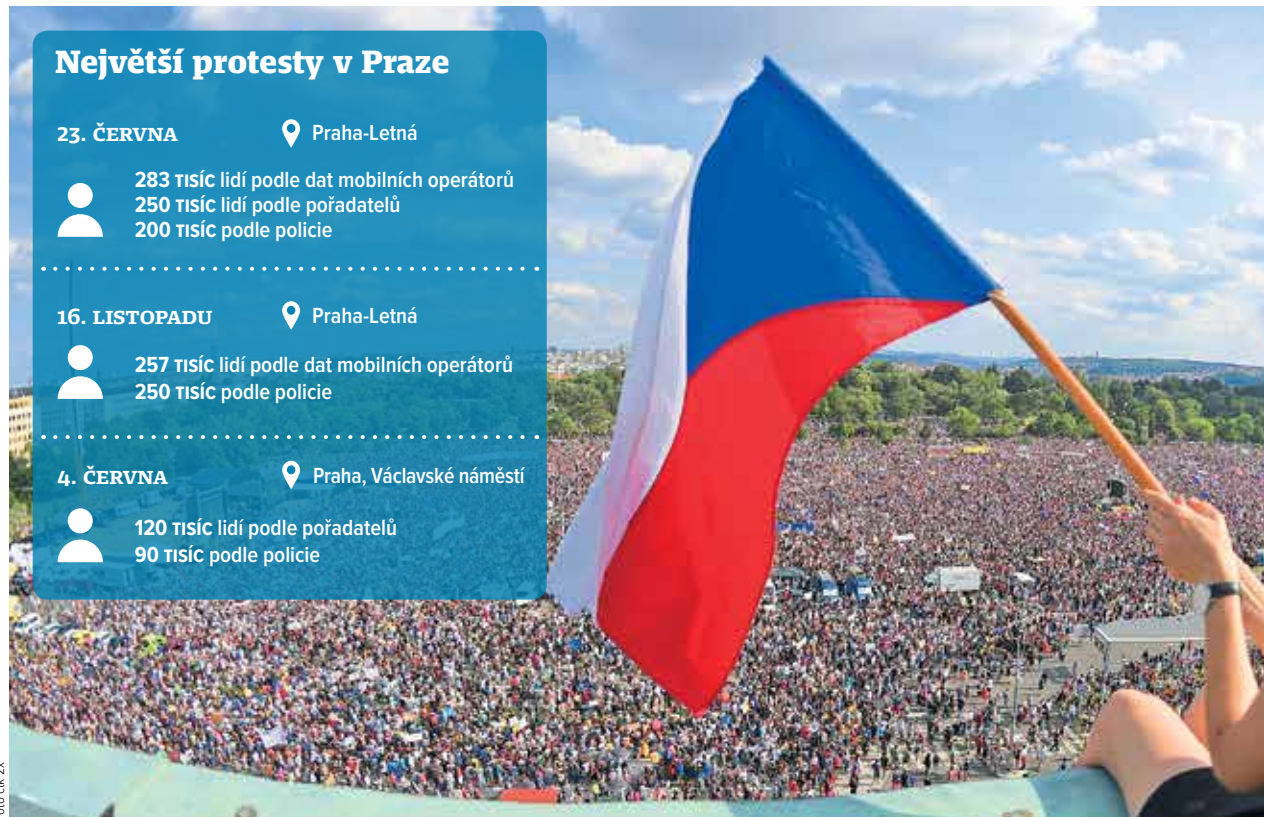 Největší protesty v Praze
23. ČERVNA
Praha-Letná
283 TISÍC lidí podle dat mobilních operátorů
250 TISÍC lidí podle pořadatelů
200 TISÍC podle policie
16. LISTOPADU
Praha-Letná
257 TISÍC lidí podle dat mobilních operátorů
250 TISÍC podle policie
4. ČERVNA
Praha, Václavské náměstí
120 TISÍC lidí podle pořadatelů
90 TISÍC podle policie